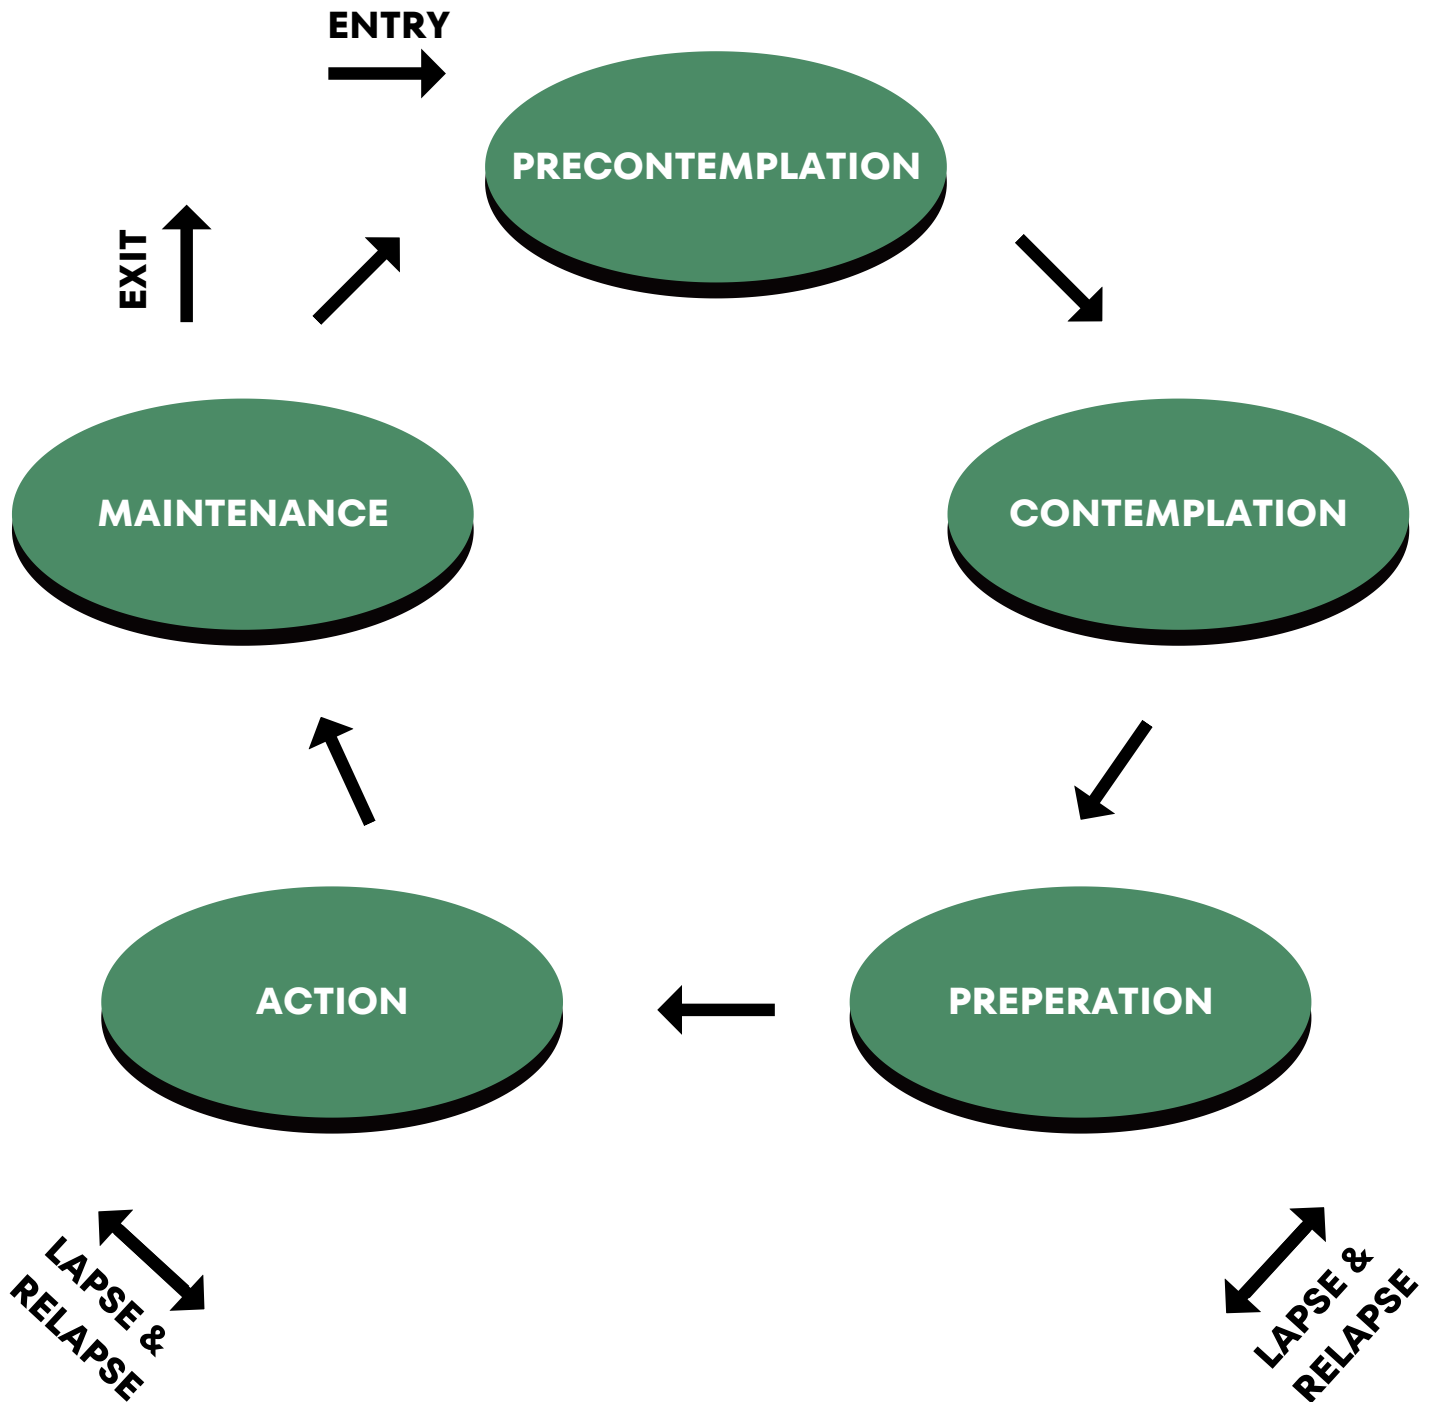 ENTRY
PRECONTEMPLATION
EXIT
MAINTENANCE
CONTEMPLATION
ACTION
PREPERATION
LAPSE &
RELAPSE
LAPSE &
RELAPSE